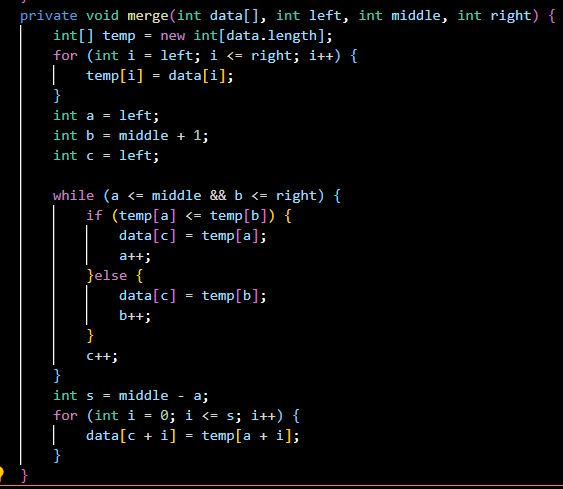 private void merge(int data[], int left, int middle, int right) {
    int[] temp = new int[data.length];
    for (int i = left; i <= right; i++) {
        temp[i] = data[i];
    }
    int a = left;
    int b = middle + 1;
    int c = left;

    while (a <= middle && b <= right) {
        if (temp[a] <= temp[b]) {
            data[c] = temp[a];
            a++;
        }else {
            data[c] = temp[b];
            b++;
        }
        c++;
    }
    int s = middle - a;
    for (int i = 0; i <= s; i++) {
        data[c + i] = temp[a + i];
    }
}